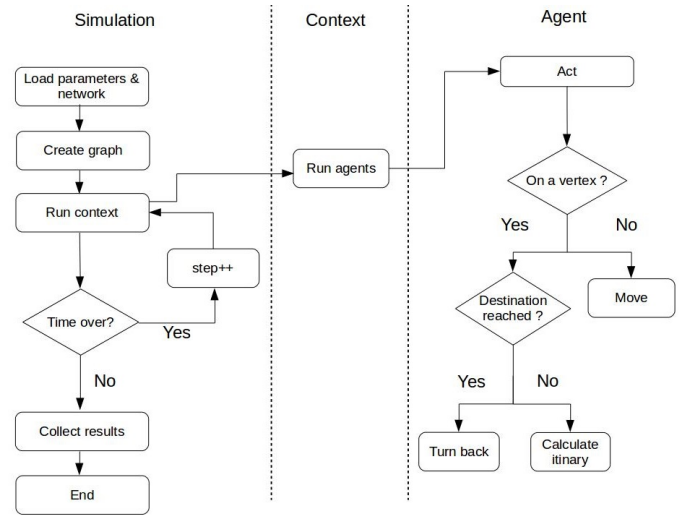 Simulation
Context
Agent
Load parameters &
network
Create graph
Run context
step++
Time over?
Yes
No
Collect results
End
Run agents
Act
On a vertex ?
Yes
No
Move
Destination
reached ?
Yes
No
Turn back
Calculate
itinary